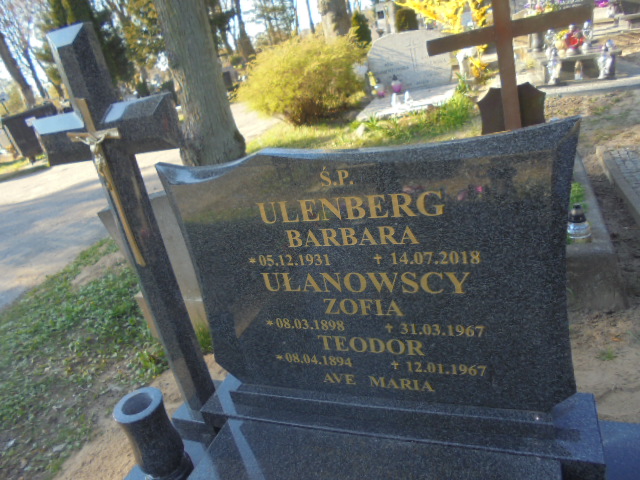 Ś.P.
ULENBERG
BARBARA
*05.12.1931 +14.07.2018
UŁANOWSCY
ZOFIA
*08.03.1898 +31.03.1967
TEODOR
*08.04.1894 +12.01.1967
AVE MARIA